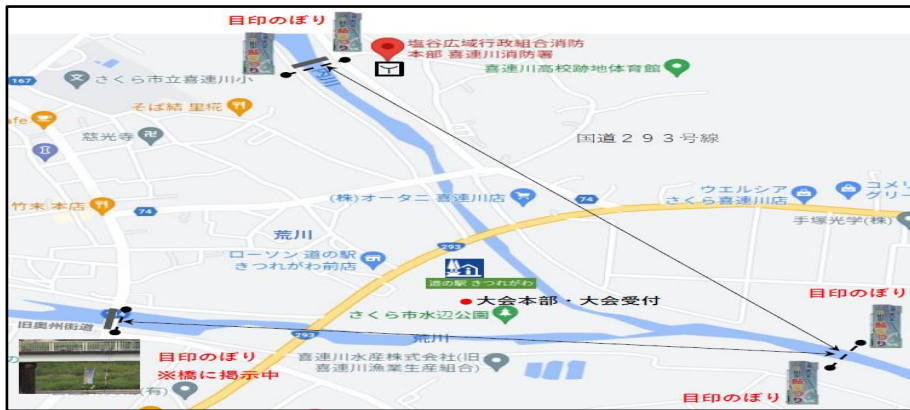 目印のぼり
塩谷広域行政組合消防
本部 喜連川消防署
喜連川高校跡地体育館
167
さくら市立喜連川小
そば結 里桩
afe
慈光寺
国道293号線
竹末 本店
74
(株)オータニ 喜連川店
74
ウエルシア
さくら喜連川店
コメリ
グリー
手塚光学(株)
荒川
293
ローソン 道の駅
きつれがわ前店
道の駅 きつれがわ
大会本部・大会受付
さくら市水辺公園
目印のぼり
旧奥州街道
293
荒川
喜連川水産株式会社(旧
喜連川漁業生産組合)
目印のぼり
※橋に掲示中
(有)
目印のぼり